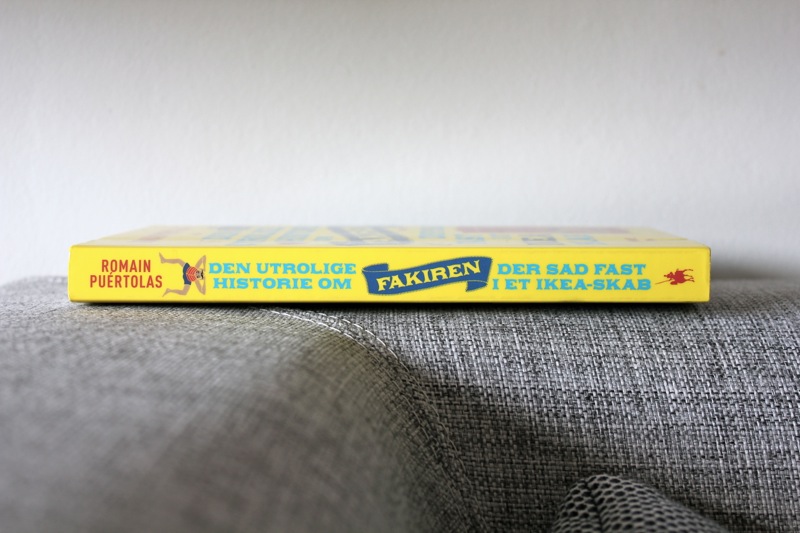 ROMAIN
PUÉRTOLAS
DEN UTROLIGE
HISTORIE OM
FAKIREN
DER SAD FAST
I ET IKEA-SKAB